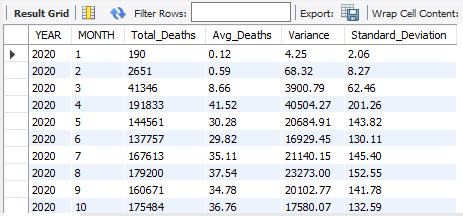 Result Grid Filter Rows: Export: Wrap Cell Content:
YEAR MONTH Total_Deaths Avg_Deaths Variance Standard_Deviation
2020 1 190 0.12 4.25 2.06
2020 2 2651 0.59 68.32 8.27
2020 3 41346 8.66 3900.79 62.46
2020 4 191833 41.52 40504.27 201.26
2020 5 144561 30.28 20684.91 143.82
2020 6 137757 29.82 16929.45 130.11
2020 7 167613 35.11 21140.15 145.40
2020 8 179200 37.54 23273.00 152.55
2020 9 160671 34.78 20102.77 141.78
2020 10 175484 36.76 17580.07 132.59